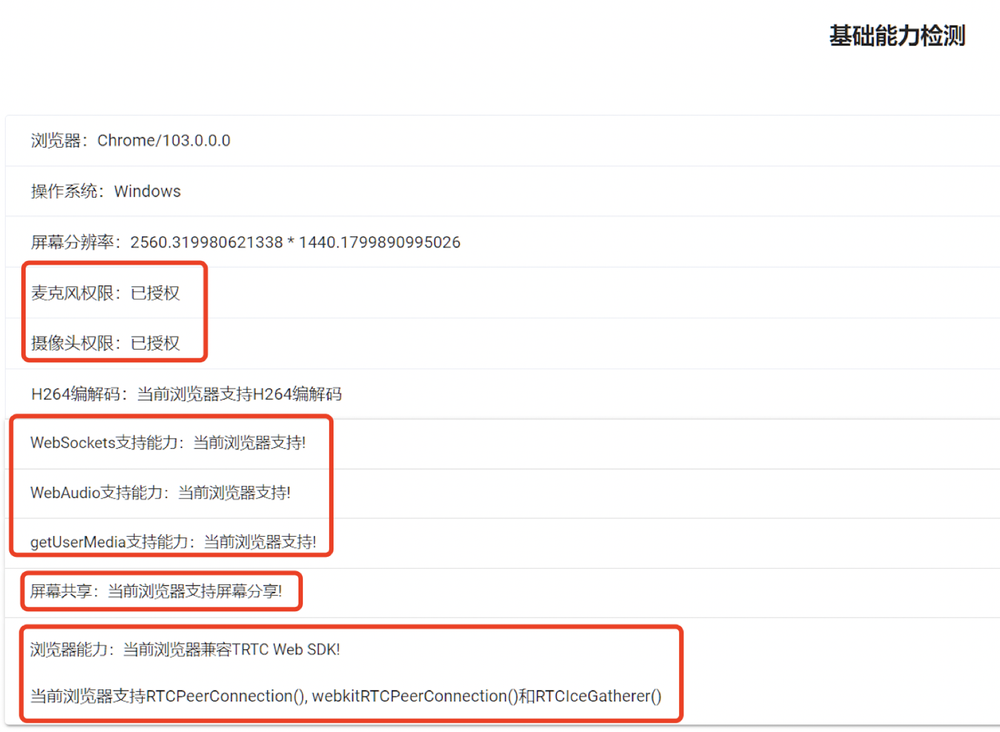 基础能力检测
浏览器：Chrome/103.0.0.0
操作系统：Windows
屏幕分辨率：2560.319980621338 * 1440.1799890995026
麦克风权限：已授权
摄像头权限：已授权
H264编解码：当前浏览器支持H264编解码
WebSockets支持能力：当前浏览器支持!
WebAudio支持能力：当前浏览器支持!
getUserMedia支持能力：当前浏览器支持!
屏幕共享：当前浏览器支持屏幕分享!
浏览器能力：当前浏览器兼容TRTC Web SDK!
当前浏览器支持RTCPeerConnection(), webkitRTCPeerConnection()和RTCIceGatherer()